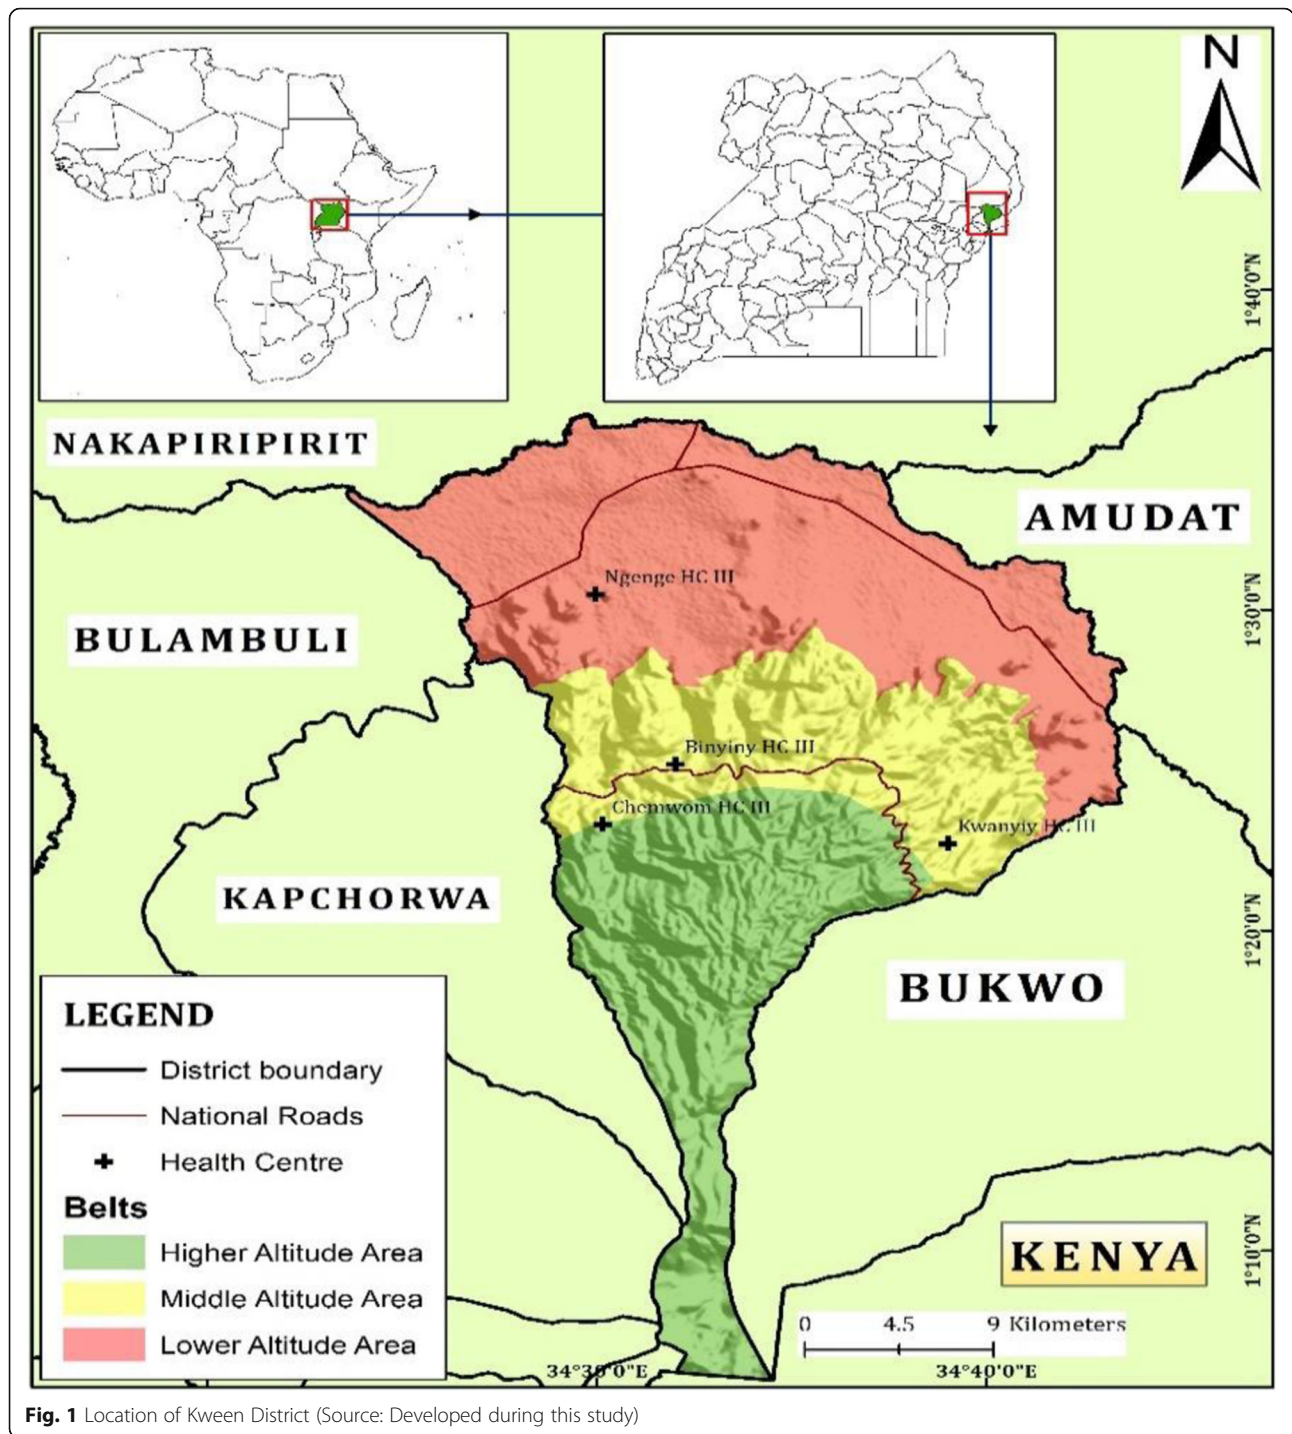 N
1°40'0"N
NAKAPIRIPIRIT
AMUDAT
Ngenge HC III
1°30'0"N
BULAMBULI
Binyiny HC III
Chemwom HC III
Kwanyiy HC III
KAPCHORWA
1°20'0"N
BUKWO
LEGEND
District boundary
National Roads
Health Centre
Belts
Higher Altitude Area
Middle Altitude Area
Lower Altitude Area
KENYA
1°10'0"N
0 4.5 9 Kilometers
34°30'0"E
34°40'0"E
Fig. 1 Location of Kween District (Source: Developed during this study)